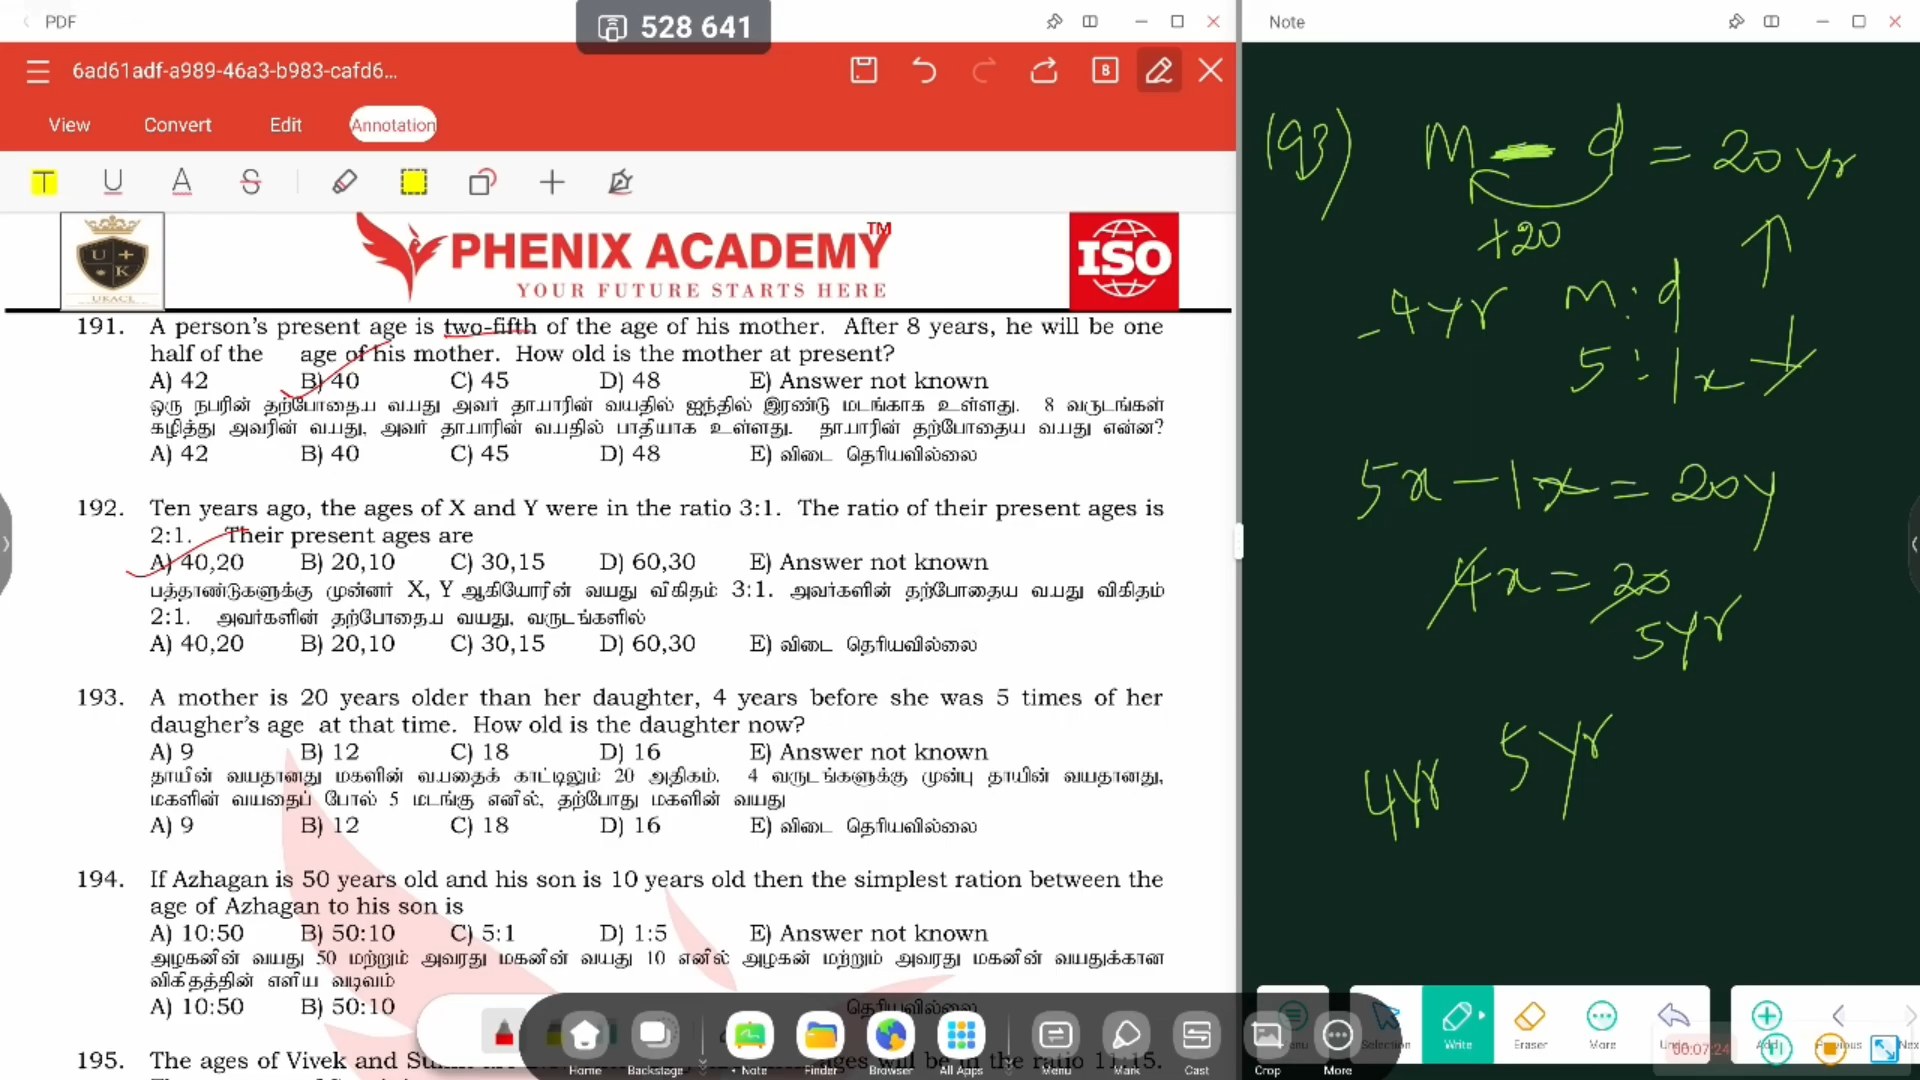 PDF
528 641
Note
6ad61adf-a989-46a3-b983-cafd6...
8
View Convert Edit Annotation
T U A S
U K
UKACL
PHENIX ACADEMY TM
YOUR FUTURE STARTS HERE
ISO
191. A person's present age is two-fifth of the age of his mother. After 8 years, he will be one
half of the age of his mother. How old is the mother at present?
A) 42 B) 40 C) 45 D) 48 E) Answer not known
ஒரு நபரின் தற்போதைய வயது அவர் தாயாரின் வயதில் ஐந்தில் இரண்டு மடங்காக உள்ளது. 8 வருடங்கள்
கழித்து அவரின் வயது, அவர் தாயாரின் வயதில் பாதியாக உள்ளது. தாயாரின் தற்போதைய வயது என்ன?
A) 42 B) 40 C) 45 D) 48 E) விடை தெரியவில்லை
192. Ten years ago, the ages of X and Y were in the ratio 3:1. The ratio of their present ages is
2:1. Their present ages are
A) 40,20 B) 20,10 C) 30,15 D) 60,30 E) Answer not known
பத்தாண்டுகளுக்கு முன்னர் X, Y ஆகியோரின் வயது விகிதம் 3:1. அவர்களின் தற்போதைய வயது விகிதம்
2:1. அவர்களின் தற்போதைய வயது, வருடங்களில்
A) 40,20 B) 20,10 C) 30,15 D) 60,30 E) விடை தெரியவில்லை
193. A mother is 20 years older than her daughter, 4 years before she was 5 times of her
daugher's age at that time. How old is the daughter now?
A) 9 B) 12 C) 18 D) 16 E) Answer not known
தாயின் வயதானது மகளின் வயதைக் காட்டிலும் 20 அதிகம். 4 வருடங்களுக்கு முன்பு தாயின் வயதானது,
மகளின் வயதைப் போல் 5 மடங்கு எனில், தற்போது மகளின் வயது
A) 9 B) 12 C) 18 D) 16 E) விடை தெரியவில்லை
194. If Azhagan is 50 years old and his son is 10 years old then the simplest ration between the
age of Azhagan to his son is
A) 10:50 B) 50:10 C) 5:1 D) 1:5 E) Answer not known
அழகனின் வயது 50 மற்றும் அவரது மகனின் வயது 10 எனில் அழகன் மற்றும் அவரது மகனின் வயதுக்கான
விகிதத்தின் எளிய வடிவம்
A) 10:50 B) 50:10 தெரியவில்லை
195. The ages of Vivek and in the ratio 11:15.
193) M - d = 20 yr
+20
-4yr m : d
5 : 1x
5x - 1x = 20y
4x = 20
5yr
4yr 5yr
Home Backstage Note Finder Browser All Apps Menu Mark Cast Crop More
Selection Write Eraser More
00:07:24